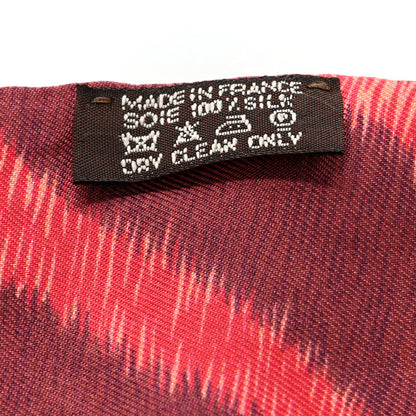 MADE IN FRANCE
SOIE 100% SILK
DRY CLEAN ONLY